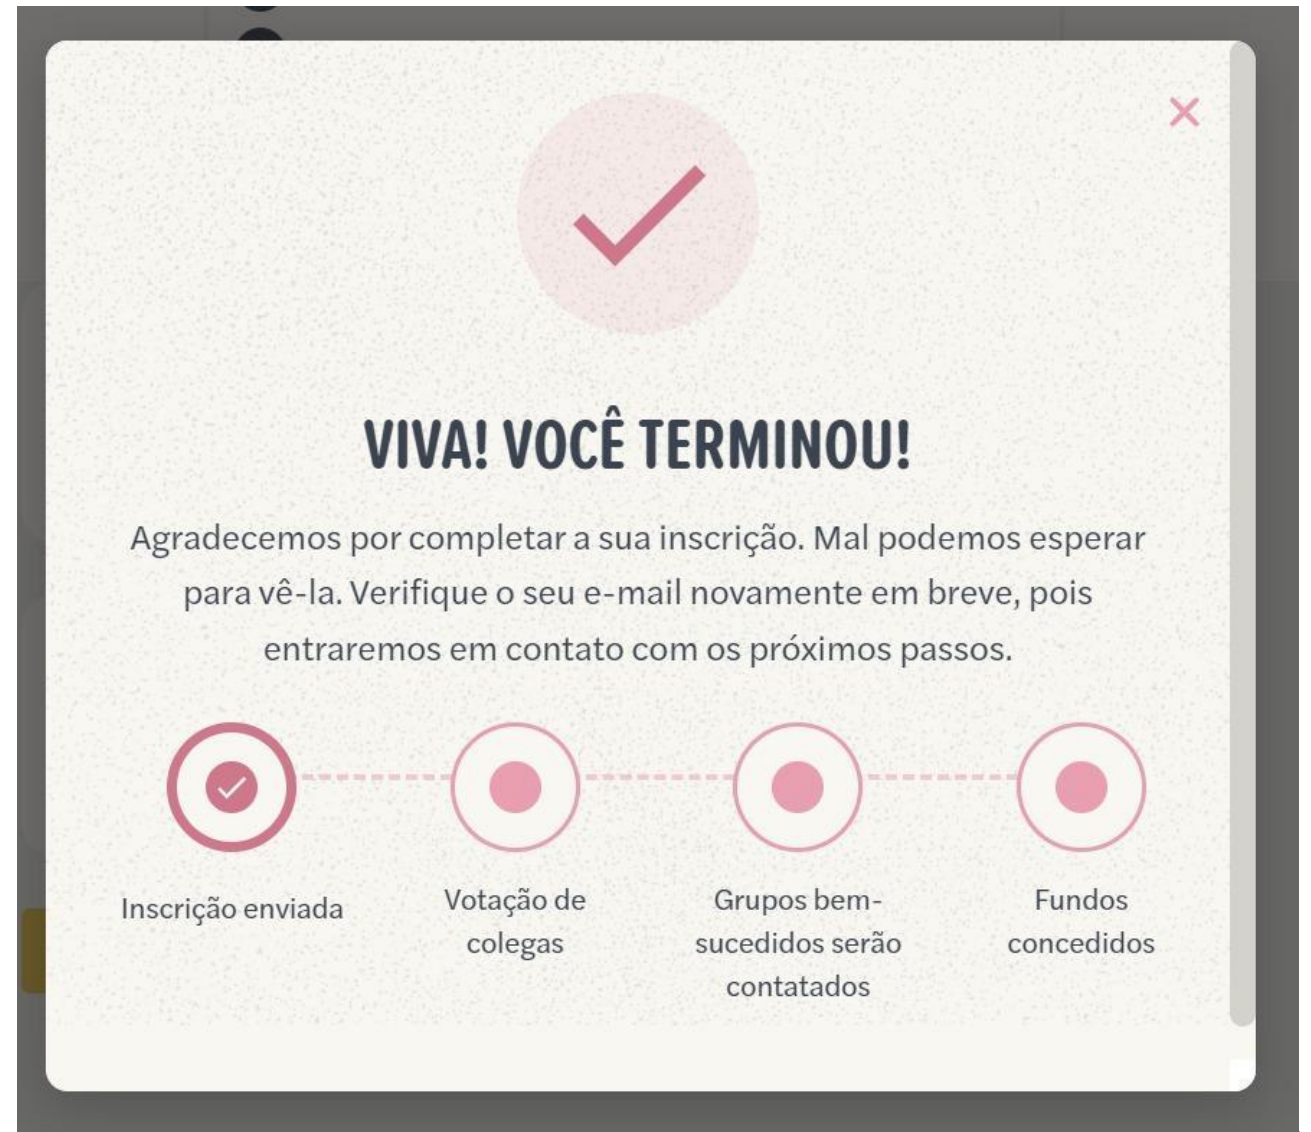 VIVA! VOCÊ TERMINOU!
Agradecemos por completar a sua inscrição. Mal podemos esperar
para vê-la. Verifique o seu e-mail novamente em breve, pois
entraremos em contato com os próximos passos.
Inscrição enviada
Votação de
colegas
Grupos bem-
sucedidos serão
contatados
Fundos
concedidos